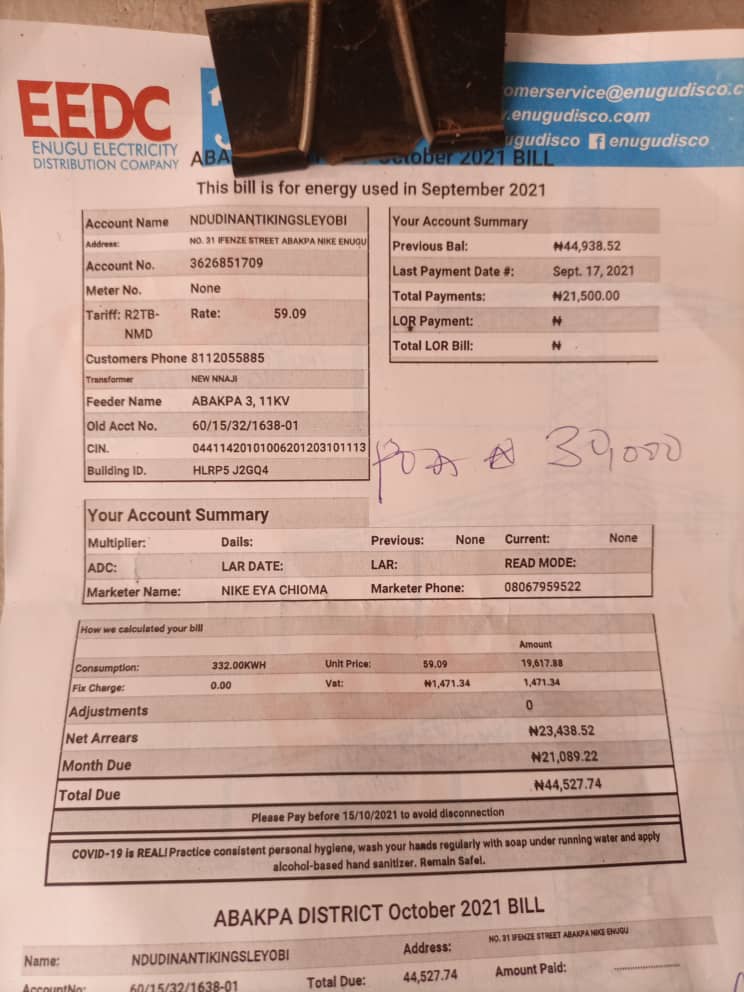 EEDC
ENUGU ELECTRICITY
DISTRIBUTION COMPANY
omerservice@enugudisco.c
.enugudisco.com
ugudisco f enugudisco
ABA October 2021 BILL
This bill is for energy used in September 2021
Account Name NDUDINANTIKINGSLEYOBI
Address: NO. 31 IFENZE STREET ABAKPA NIKE ENUGU
Account No. 3626851709
Meter No. None
Tariff: R2TB-NMD Rate: 59.09
Customers Phone 8112055885
Transformer NEW NNAJI
Feeder Name ABAKPA 3, 11KV
Old Acct No. 60/15/32/1638-01
CIN. 04411420101006201203101113
Building ID. HLRP5 J2GQ4
Your Account Summary
Previous Bal: ₦44,938.52
Last Payment Date #: Sept. 17, 2021
Total Payments: ₦21,500.00
LOR Payment: ₦
Total LOR Bill: ₦
₦ 30,000
Your Account Summary
Multiplier: Dails: Previous: None Current: None
ADC: LAR DATE: LAR: READ MODE:
Marketer Name: NIKE EYA CHIOMA Marketer Phone: 08067959522
How we calculated your bill
Amount
Consumption: 332.00KWH Unit Price: 59.09 19,617.88
Fix Charge: 0.00 Vat: ₦1,471.34 1,471.34
Adjustments 0
Net Arrears ₦23,438.52
Month Due ₦21,089.22
Total Due ₦44,527.74
Please Pay before 15/10/2021 to avoid disconnection
COVID-19 is REAL! Practice consistent personal hygiene, wash your hands regularly with soap under running water and apply
alcohol-based hand sanitizer. Remain Safe!.
ABAKPA DISTRICT October 2021 BILL
Name: NDUDINANTIKINGSLEYOBI Address: NO. 31 IFENZE STREET ABAKPA NIKE ENUGU
AccountNo: 60/15/32/1638-01 Total Due: 44,527.74 Amount Paid: ................